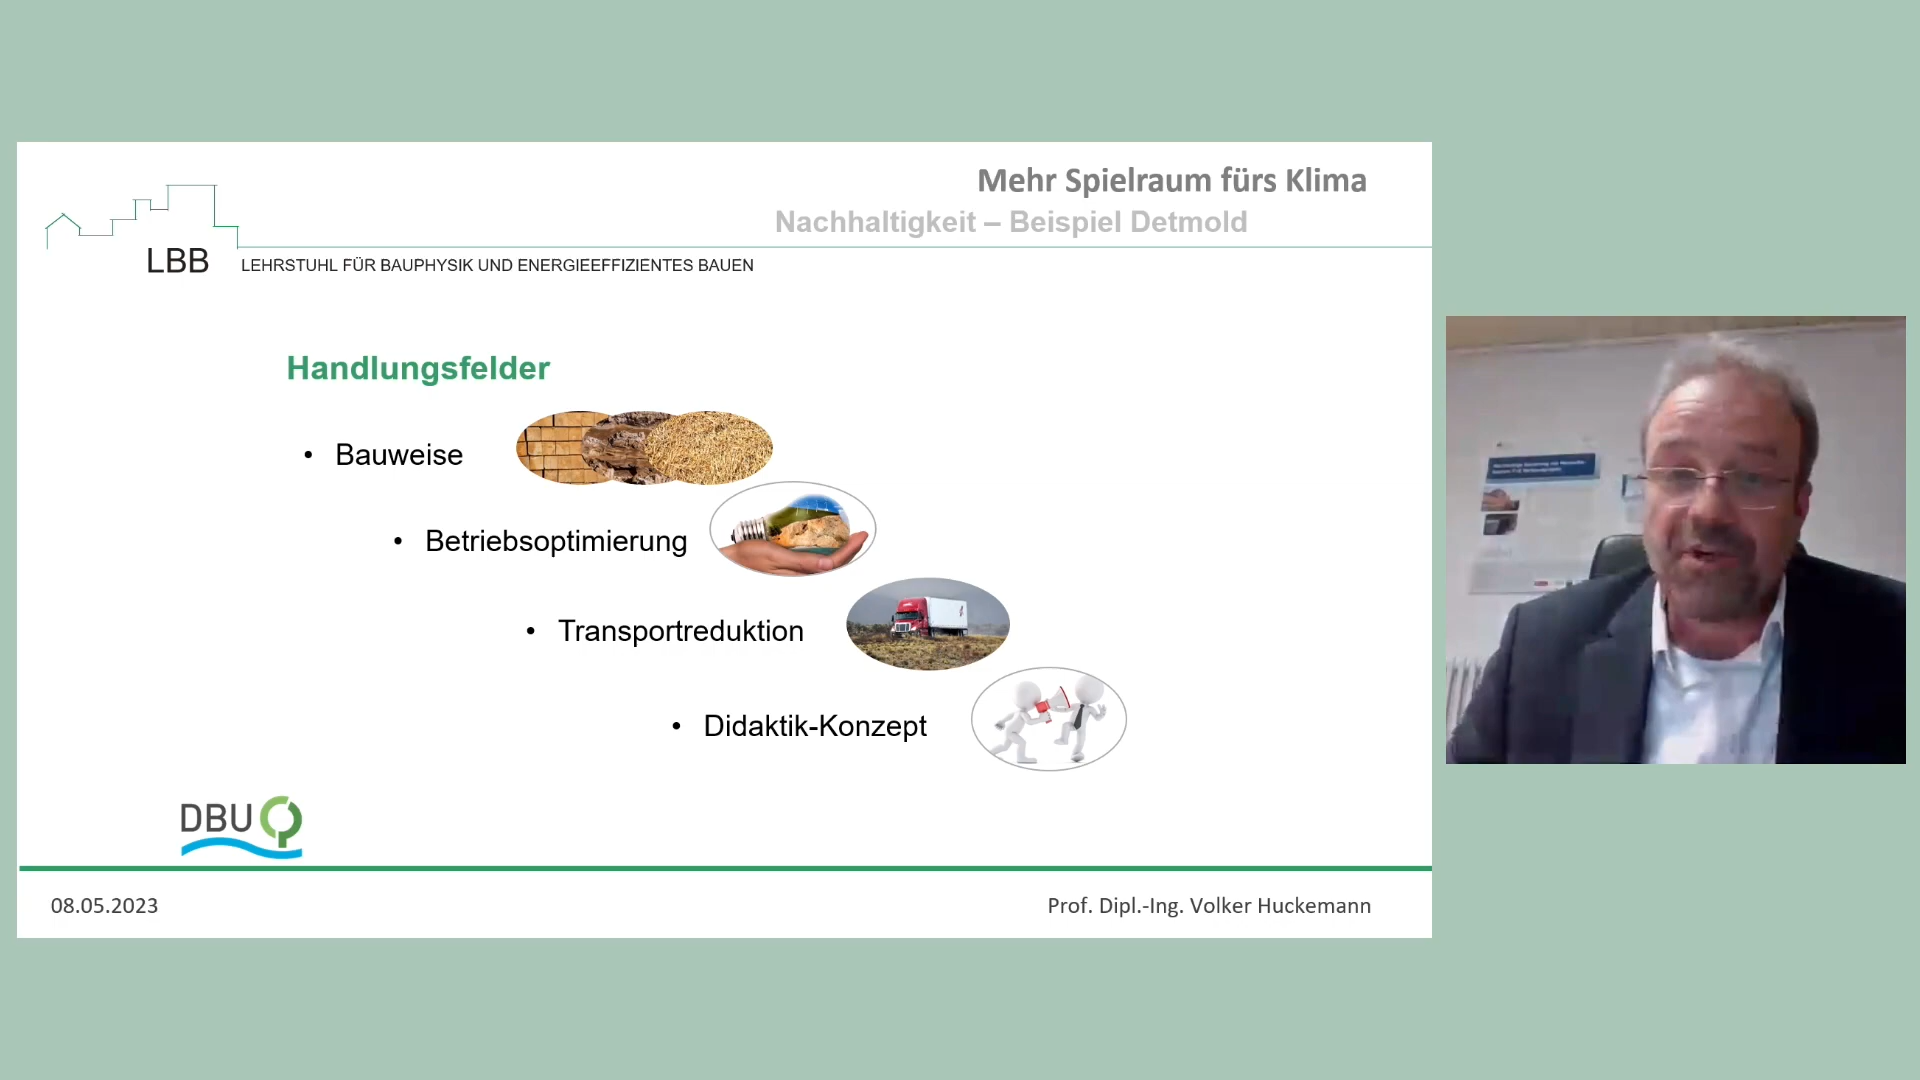 Mehr Spielraum fürs Klima
Nachhaltigkeit – Beispiel Detmold
LBB LEHRSTUHL FÜR BAUPHYSIK UND ENERGIEEFFIZIENTES BAUEN
Handlungsfelder
• Bauweise
• Betriebsoptimierung
• Transportreduktion
• Didaktik-Konzept
DBU
08.05.2023 Prof. Dipl.-Ing. Volker Huckemann